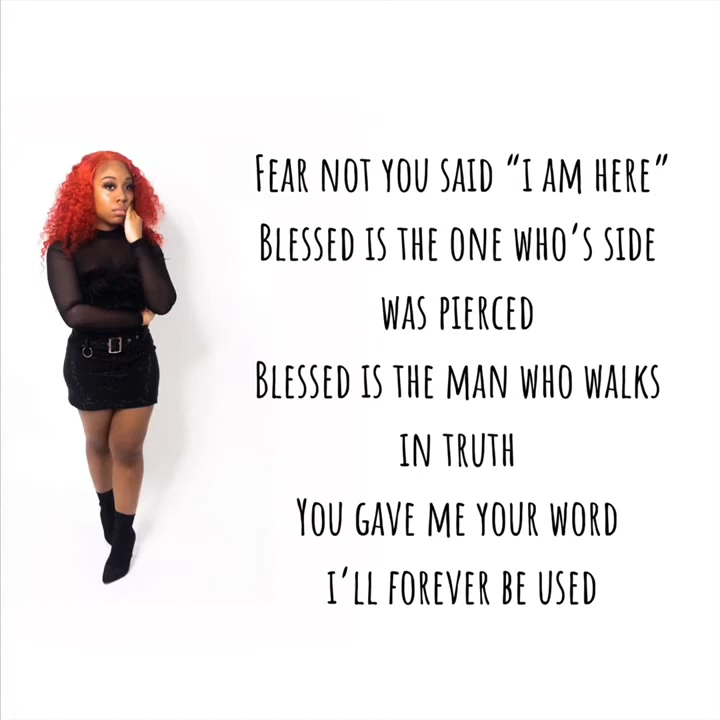 Fear not you said “I am here”
Blessed is the one who’s side
was pierced
Blessed is the man who walks
in truth
You gave me your word
I’ll forever be used